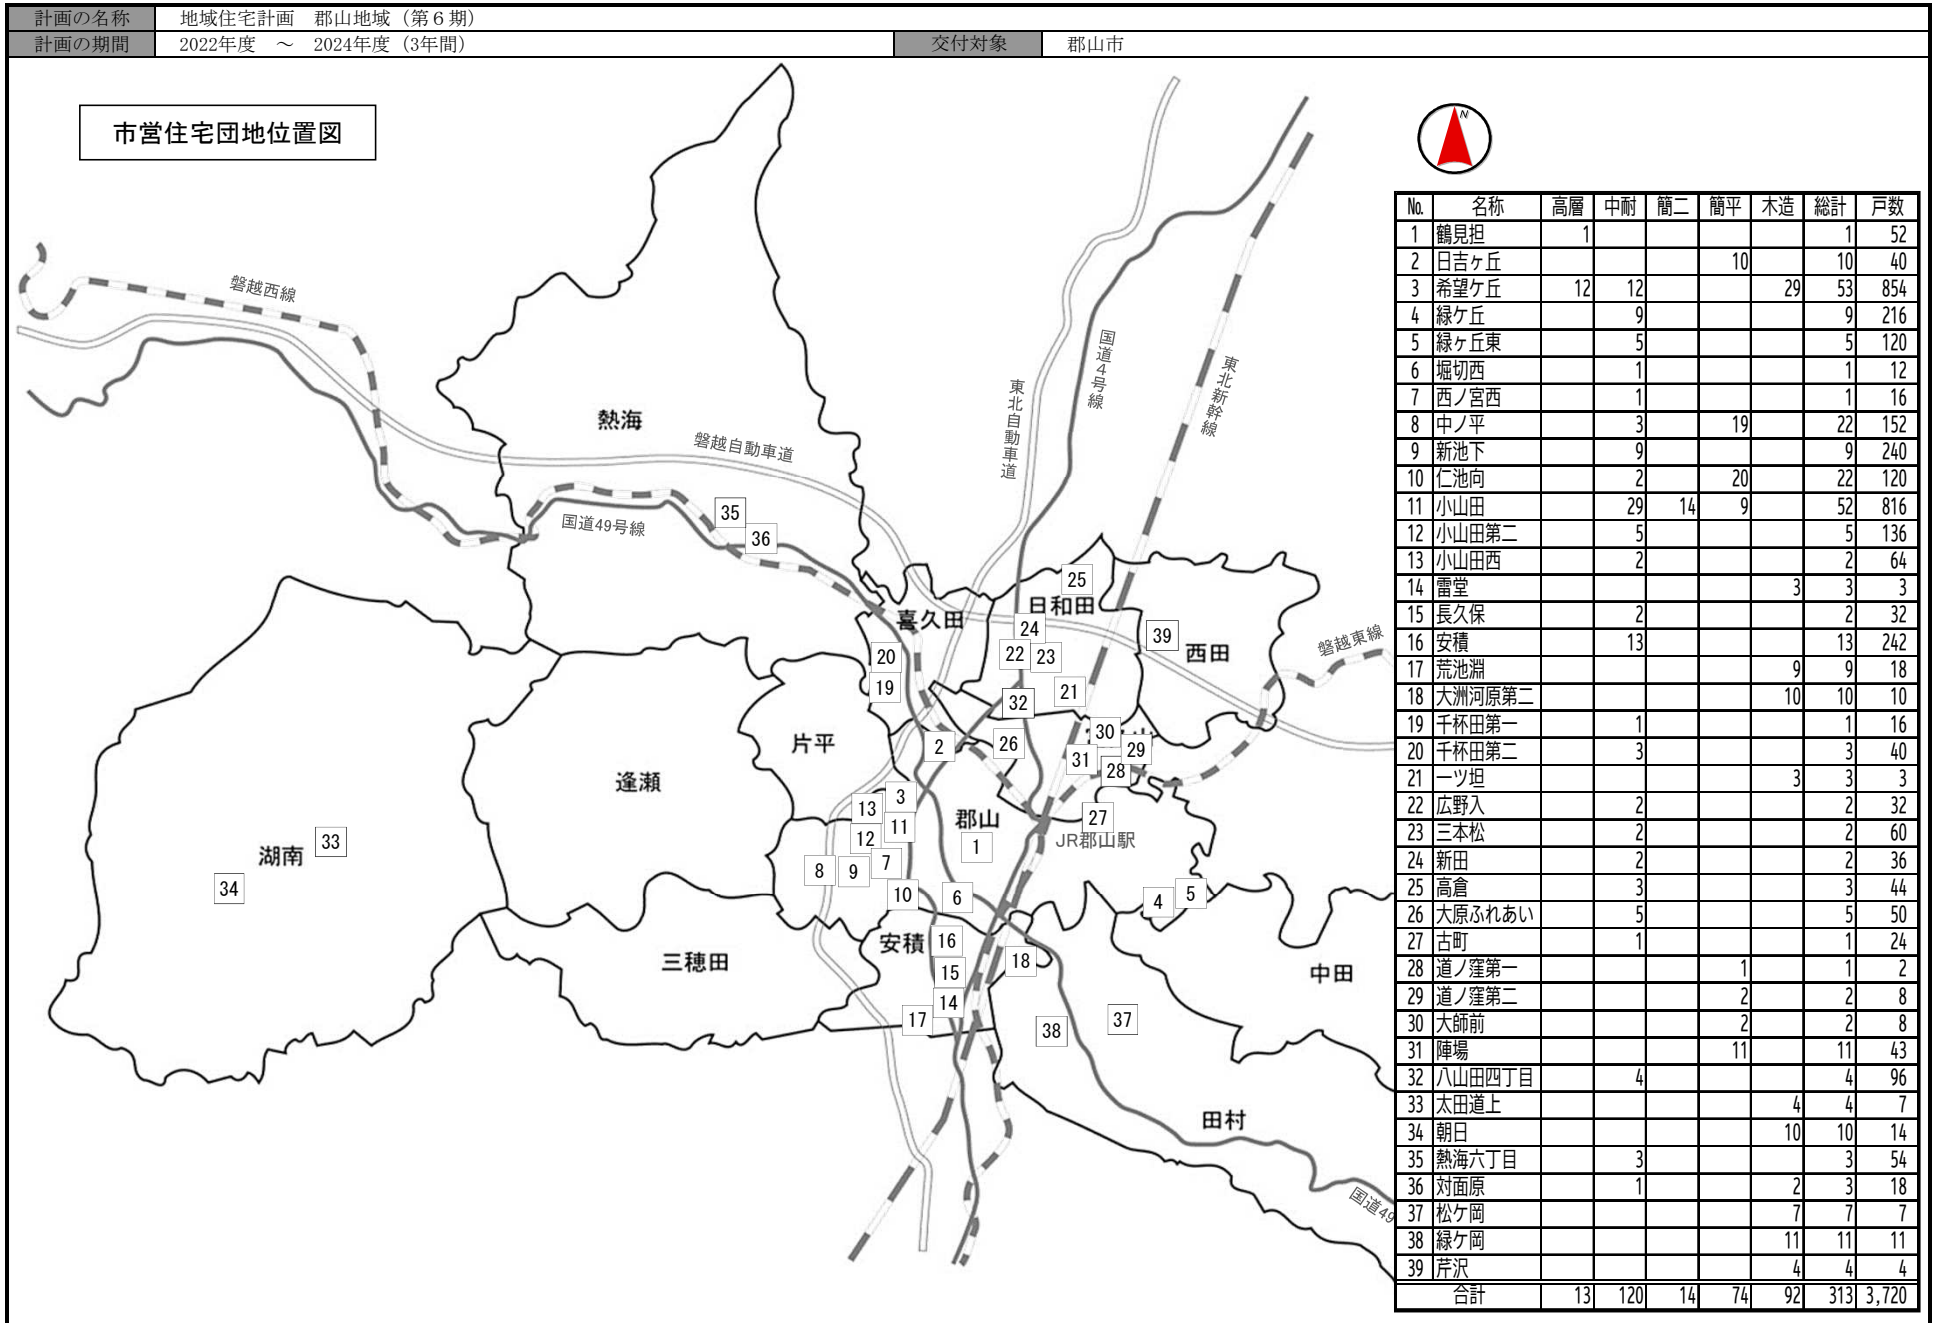 計画の名称 地域住宅計画 郡山地域（第６期）
計画の期間 2022年度 ～ 2024年度（3年間） 交付対象 郡山市
市営住宅団地位置図
N
磐越西線
国道4号線
東北新幹線
東北自動車道
熱海
磐越自動車道
35
国道49号線
36
25
日和田
喜久田
24
39
磐越東線
20
22
23
西田
19
21
32
30
片平
2
26
29
31
28
逢瀬
3
13
郡山
27
11
12
JR郡山駅
33
湖南
1
7
8
9
34
10
6
4
5
安積
16
三穂田
18
15
中田
14
17
38
37
田村
国道49
№ 名称 高層 中耐 簡二 簡平 木造 総計 戸数
1 鶴見担 1 1 52
2 日吉ヶ丘 10 10 40
3 希望ケ丘 12 12 29 53 854
4 緑ケ丘 9 9 216
5 緑ヶ丘東 5 5 120
6 堀切西 1 1 12
7 西ノ宮西 1 1 16
8 中ノ平 3 19 22 152
9 新池下 9 9 240
10 仁池向 2 20 22 120
11 小山田 29 14 9 52 816
12 小山田第二 5 5 136
13 小山田西 2 2 64
14 雷堂 3 3 3
15 長久保 2 2 32
16 安積 13 13 242
17 荒池淵 9 9 18
18 大洲河原第二 10 10 10
19 千杯田第一 1 1 16
20 千杯田第二 3 3 40
21 一ツ坦 3 3 3
22 広野入 2 2 32
23 三本松 2 2 60
24 新田 2 2 36
25 高倉 3 3 44
26 大原ふれあい 5 5 50
27 古町 1 1 24
28 道ノ窪第一 1 1 2
29 道ノ窪第二 2 2 8
30 大師前 2 2 8
31 陣場 11 11 43
32 八山田四丁目 4 4 96
33 太田道上 4 4 7
34 朝日 10 10 14
35 熱海六丁目 3 3 54
36 対面原 1 2 3 18
37 松ケ岡 7 7 7
38 緑ケ岡 11 11 11
39 芹沢 4 4 4
合計 13 120 14 74 92 313 3,720